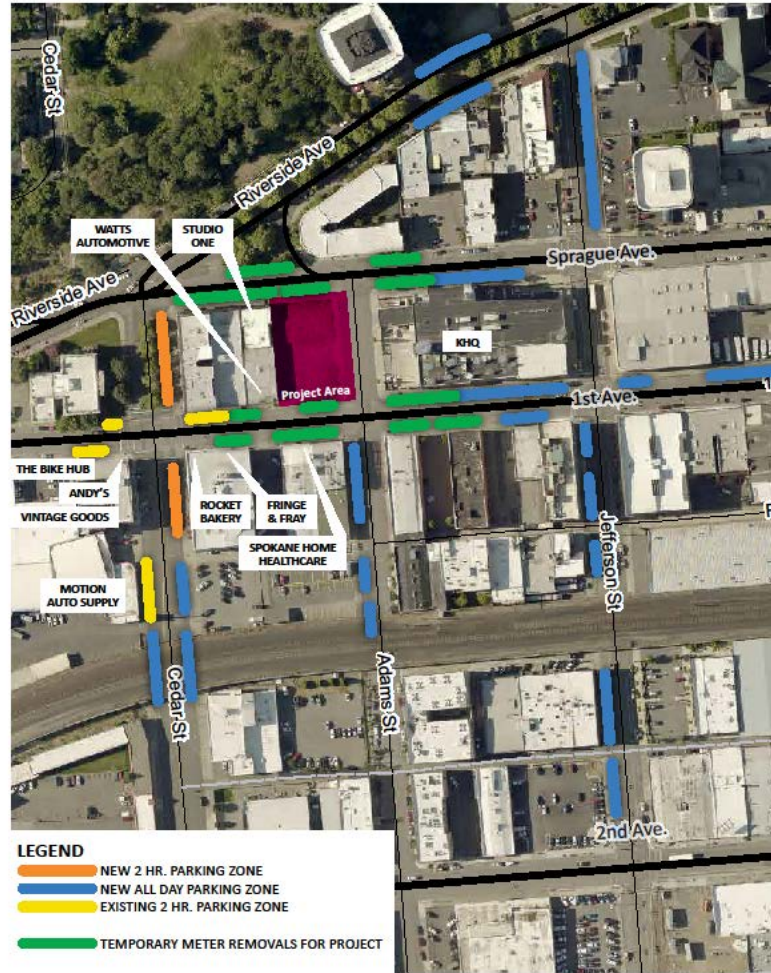 Cedar St
Riverside Ave
WATTS
AUTOMOTIVE
STUDIO
ONE
Sprague Ave.
Riverside Ave
KHQ
Project Area
1st Ave.
THE BIKE HUB
ANDY'S
VINTAGE GOODS
ROCKET
BAKERY
FRINGE
& FRAY
SPOKANE HOME
HEALTHCARE
Jefferson St
MOTION
AUTO SUPPLY
Cedar St
Adams St
2nd Ave.
LEGEND
NEW 2 HR. PARKING ZONE
NEW ALL DAY PARKING ZONE
EXISTING 2 HR. PARKING ZONE
TEMPORARY METER REMOVALS FOR PROJECT